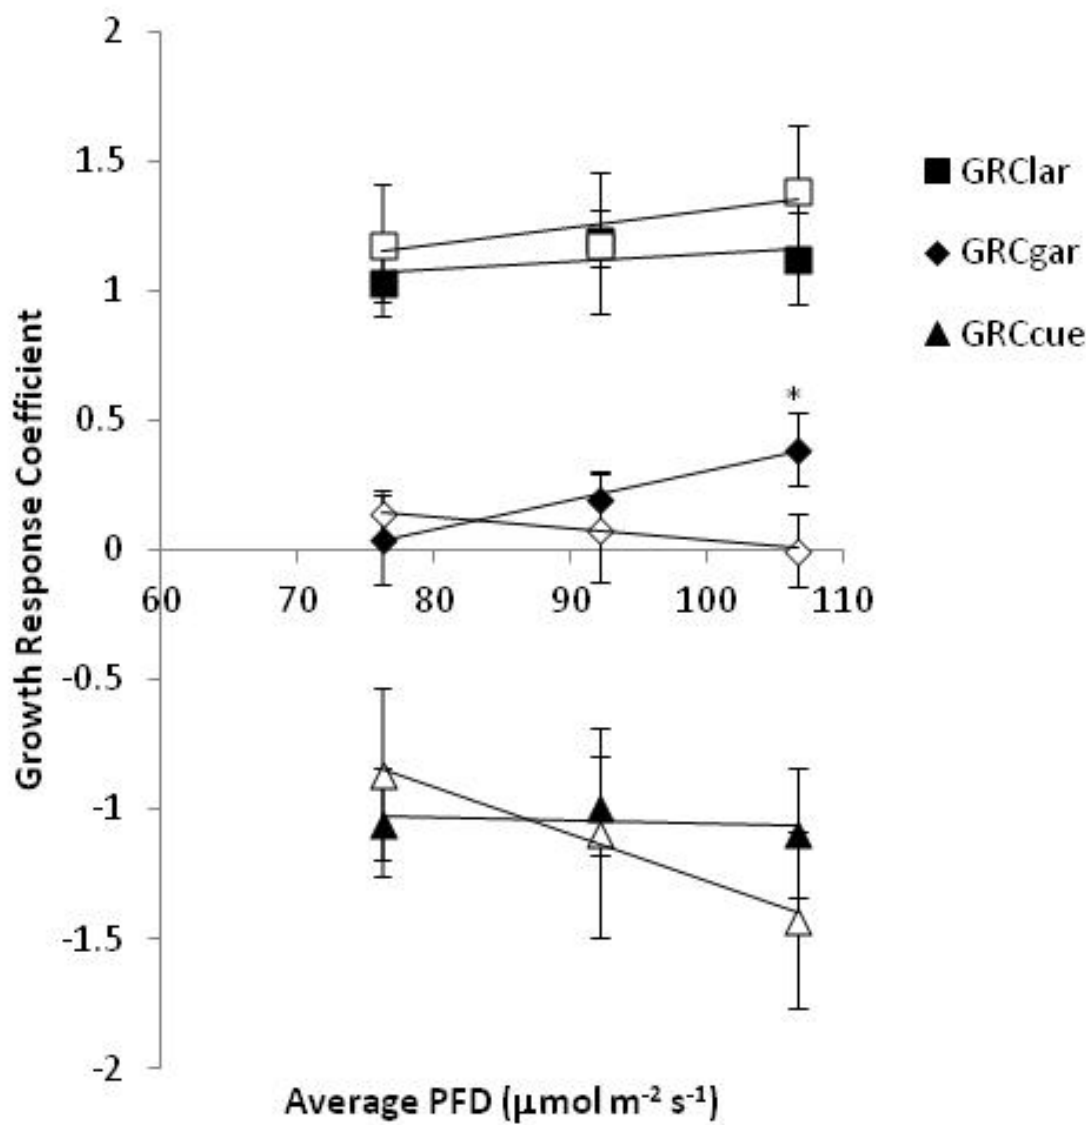 2
1.5
1
0.5
0
-0.5
-1
-1.5
-2
60 70 80 90 100 110
Growth Response Coefficient
Average PFD (µmol m⁻² s⁻¹)
*
GRClar
GRCgar
GRCcue